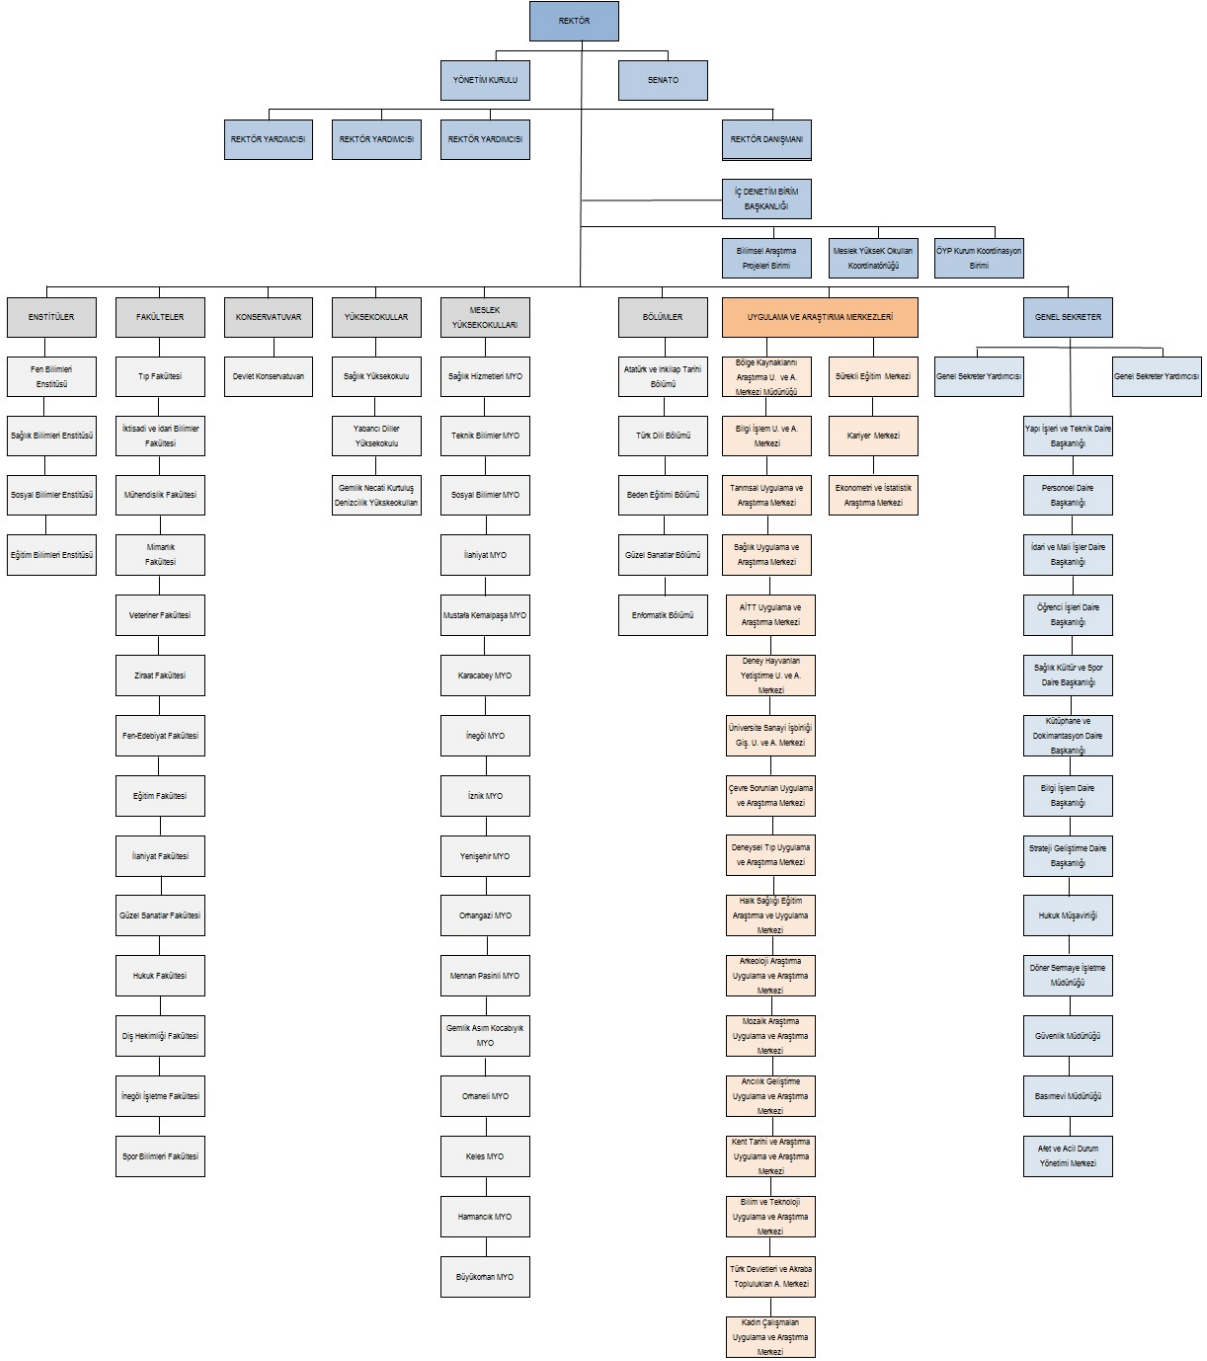 REKTÖR
YÖNETİM KURULU
SENATO
REKTÖR YARDIMCISI
REKTÖR YARDIMCISI
REKTÖR YARDIMCISI
REKTÖR DANIŞMANI
İÇ DENETİM BİRİM
BAŞKANLIĞI
Bilimsel Araştırma
Projeleri Birimi
Meslek YükseK Okulları
Koordinatörlüğü
ÖYP Kurum Koordinasyon
Birimi
ENSTİTÜLER
FAKÜLTELER
KONSERVATUVAR
YÜKSEKOKULLAR
MESLEK
YÜKSEKOKULLARI
BÖLÜMLER
UYGULAMA VE ARAŞTIRMA MERKEZLERİ
GENEL SEKRETER
Fen Bilimleri
Enstitüsü
Sağlık Bilimleri Enstitüsü
Sosyal Bilimler Enstitüsü
Eğitim Bilimleri Enstitüsü
Tıp Fakültesi
İktisadi ve İdari Bilimler
Fakültesi
Mühendislik Fakültesi
Mimarlık
Fakültesi
Veteriner Fakültesi
Ziraat Fakültesi
Fen-Edebiyat Fakültesi
Eğitim Fakültesi
İlahiyat Fakültesi
Güzel Sanatlar Fakültesi
Hukuk Fakültesi
Diş Hekimliği Fakültesi
İnegöl İşletme Fakültesi
Spor Bilimleri Fakültesi
Devlet Konservatuvarı
Sağlık Yüksekokulu
Yabancı Diller
Yüksekokulu
Gemlik Necati Kurtuluş
Denizcilik Yükskeokulları
Sağlık Hizmetleri MYO
Teknik Bilimler MYO
Sosyal Bilimler MYO
İlahiyat MYO
Mustafa Kemalpaşa MYO
Karacabey MYO
İnegöl MYO
İznik MYO
Yenişehir MYO
Orhangazi MYO
Mennan Pasinli MYO
Gemlik Asım Kocabıyık
MYO
Orhaneli MYO
Keles MYO
Harmancık MYO
Büyükorhan MYO
Atatürk ve Inkilap Tarihi
Bölümü
Türk Dili Bölümü
Beden Eğitimi Bölümü
Güzel Sanatlar Bölümü
Enformatik Bölümü
Bölge Kaynaklarını
Araştırma U. ve A.
Merkezi Müdürlüğü
Bilgi İşlem U. ve A.
Merkezi
Tarımsal Uygulama ve
Araştırma Merkezi
Sağlık Uygulama ve
Araştırma Merkezi
AİTT Uygulama ve
Araştırma Merkezi
Deney Hayvanları
Yetiştirme U. ve A.
Merkezi
Üniversite Sanayi İşbirliği
Giş. U. ve A. Merkezi
Çevre Sorunları Uygulama
ve Araştırma Merkezi
Deneysel Tıp Uygulama
ve Araştırma Merkezi
Halk Sağlığı Eğitim
Araştırma ve Uygulama
Merkezi
Arkeoloji Araştırma
Uygulama ve Araştırma
Merkezi
Mozaik Araştırma
Uygulama ve Araştırma
Merkezi
Arıcılık Geliştirme
Uygulama ve Araştırma
Merkezi
Kent Tarihi ve Araştırma
Uygulama ve Araştırma
Merkezi
Bilim ve Teknoloji
Uygulama ve Araştırma
Merkezi
Türk Devletleri ve Akraba
Toplulukları A. Merkezi
Kadın Çalışmaları
Uygulama ve Araştırma
Merkezi
Sürekli Eğitim Merkezi
Kariyer Merkezi
Ekonometri ve İstatistik
Araştırma Merkezi
Genel Sekreter Yardımcısı
Genel Sekreter Yardımcısı
Yapı İşleri ve Teknik Daire
Başkanlığı
Personoel Daire
Başkanlığı
İdari ve Mali İşler Daire
Başkanlığı
Öğrenci İşleri Daire
Başkanlığı
Sağlık Kültür ve Spor
Daire Başkanlığı
Kütüphane ve
Dokimantasyon Daire
Başkanlığı
Bilgi İşlem Daire
Başkanlığı
Strateji Geliştirme Daire
Başkanlığı
Hukuk Müşavirliği
Döner Sermaye İşletme
Müdürlüğü
Güvenlik Müdürlüğü
Basımevi Müdürlüğü
Afet ve Acil Durum
Yönetimi Merkezi